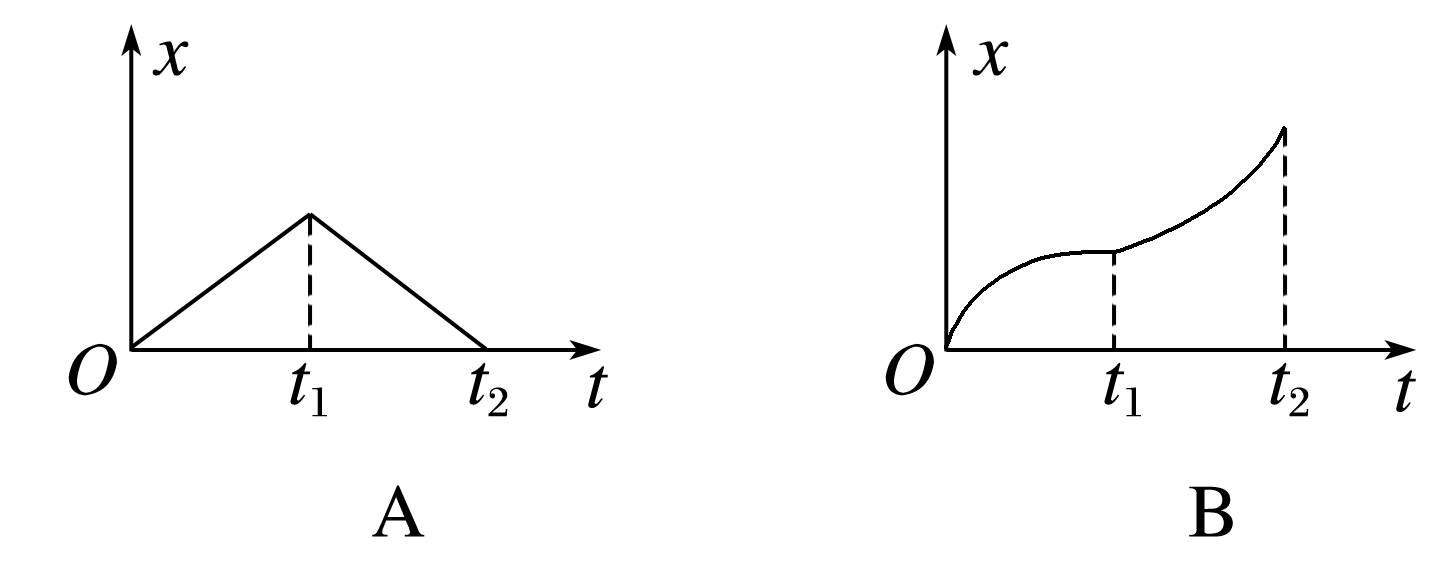 x x
O t₁ t₂ t O t₁ t₂ t
A B